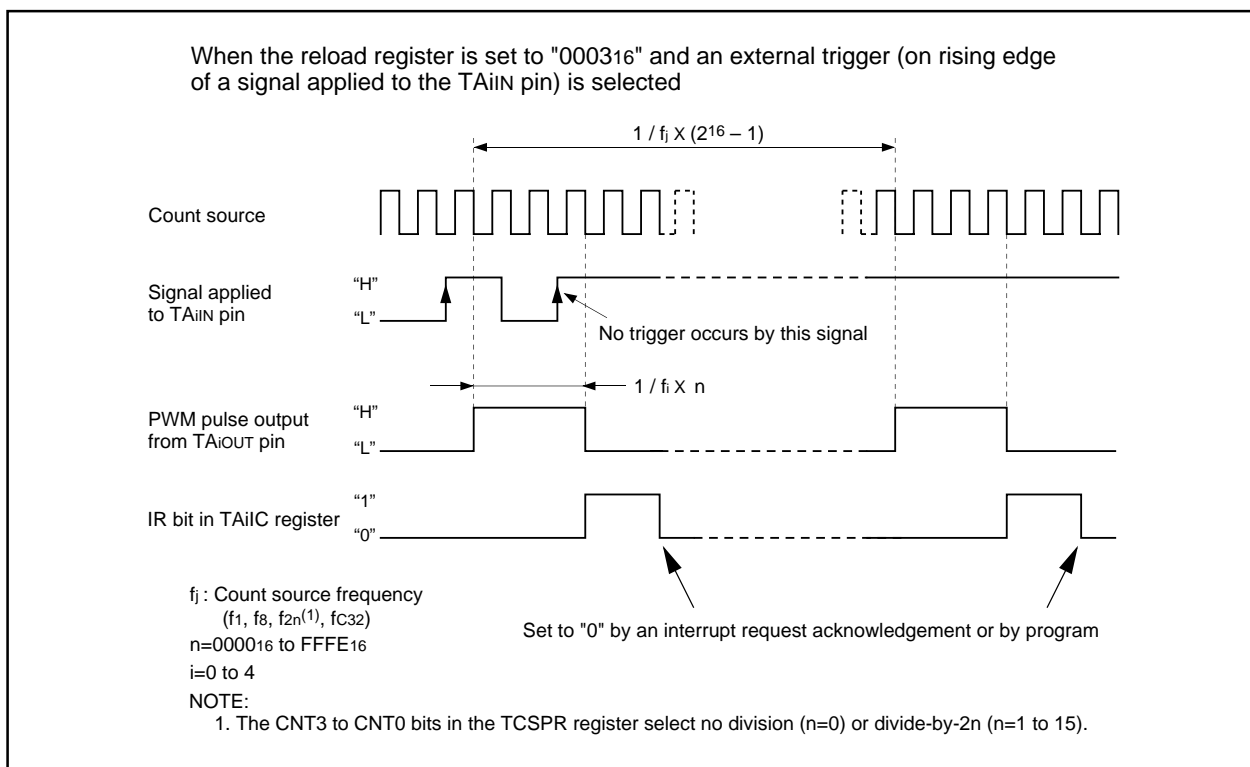 When the reload register is set to "000316" and an external trigger (on rising edge
of a signal applied to the TAiIN pin) is selected
1 / fj X (216 – 1)
Count source
Signal applied
to TAiIN pin
“H”
“L”
No trigger occurs by this signal
1 / fi X n
PWM pulse output
from TAiOUT pin
“H”
“L”
IR bit in TAiIC register
“1”
“0”
fj : Count source frequency
(f1, f8, f2n(1), fC32)
Set to "0" by an interrupt request acknowledgement or by program
n=000016 to FFFE16
i=0 to 4
NOTE:
1. The CNT3 to CNT0 bits in the TCSPR register select no division (n=0) or divide-by-2n (n=1 to 15).